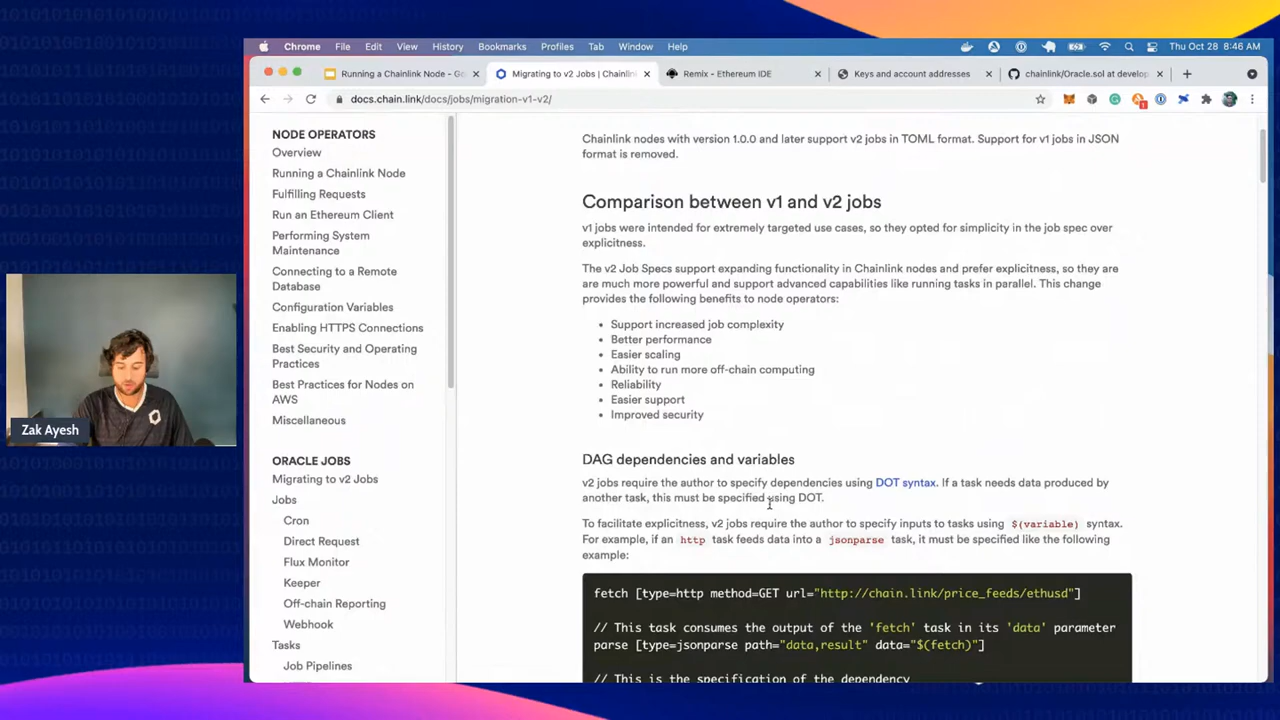 Chrome File Edit View History Bookmarks Profiles Tab Window Help Thu Oct 28 8:46 AM
Running a Chainlink Node - Go
Migrating to v2 Jobs | Chainlin
Remix - Ethereum IDE
Keys and account addresses
chainlink/Oracle.sol at develop
docs.chain.link/docs/jobs/migration-v1-v2/
NODE OPERATORS
Overview
Running a Chainlink Node
Fulfilling Requests
Run an Ethereum Client
Performing System
Maintenance
Connecting to a Remote
Database
Configuration Variables
Enabling HTTPS Connections
Best Security and Operating
Practices
Best Practices for Nodes on
AWS
Miscellaneous
ORACLE JOBS
Migrating to v2 Jobs
Jobs
Cron
Direct Request
Flux Monitor
Keeper
Off-chain Reporting
Webhook
Tasks
Job Pipelines
Chainlink nodes with version 1.0.0 and later support v2 jobs in TOML format. Support for v1 jobs in JSON
format is removed.
Comparison between v1 and v2 jobs
v1 jobs were intended for extremely targeted use cases, so they opted for simplicity in the job spec over
explicitness.
The v2 Job Specs support expanding functionality in Chainlink nodes and prefer explicitness, so they are
are much more powerful and support advanced capabilities like running tasks in parallel. This change
provides the following benefits to node operators:
• Support increased job complexity
• Better performance
• Easier scaling
• Ability to run more off-chain computing
• Reliability
• Easier support
• Improved security
DAG dependencies and variables
v2 jobs require the author to specify dependencies using DOT syntax. If a task needs data produced by
another task, this must be specified using DOT.
To facilitate explicitness, v2 jobs require the author to specify inputs to tasks using $(variable) syntax.
For example, if an http task feeds data into a jsonparse task, it must be specified like the following
example:
fetch [type=http method=GET url="http://chain.link/price_feeds/ethusd"]
// This task consumes the output of the 'fetch' task in its 'data' parameter
parse [type=jsonparse path="data,result" data="$(fetch)"]
// This is the specification of the dependency
Zak Ayesh